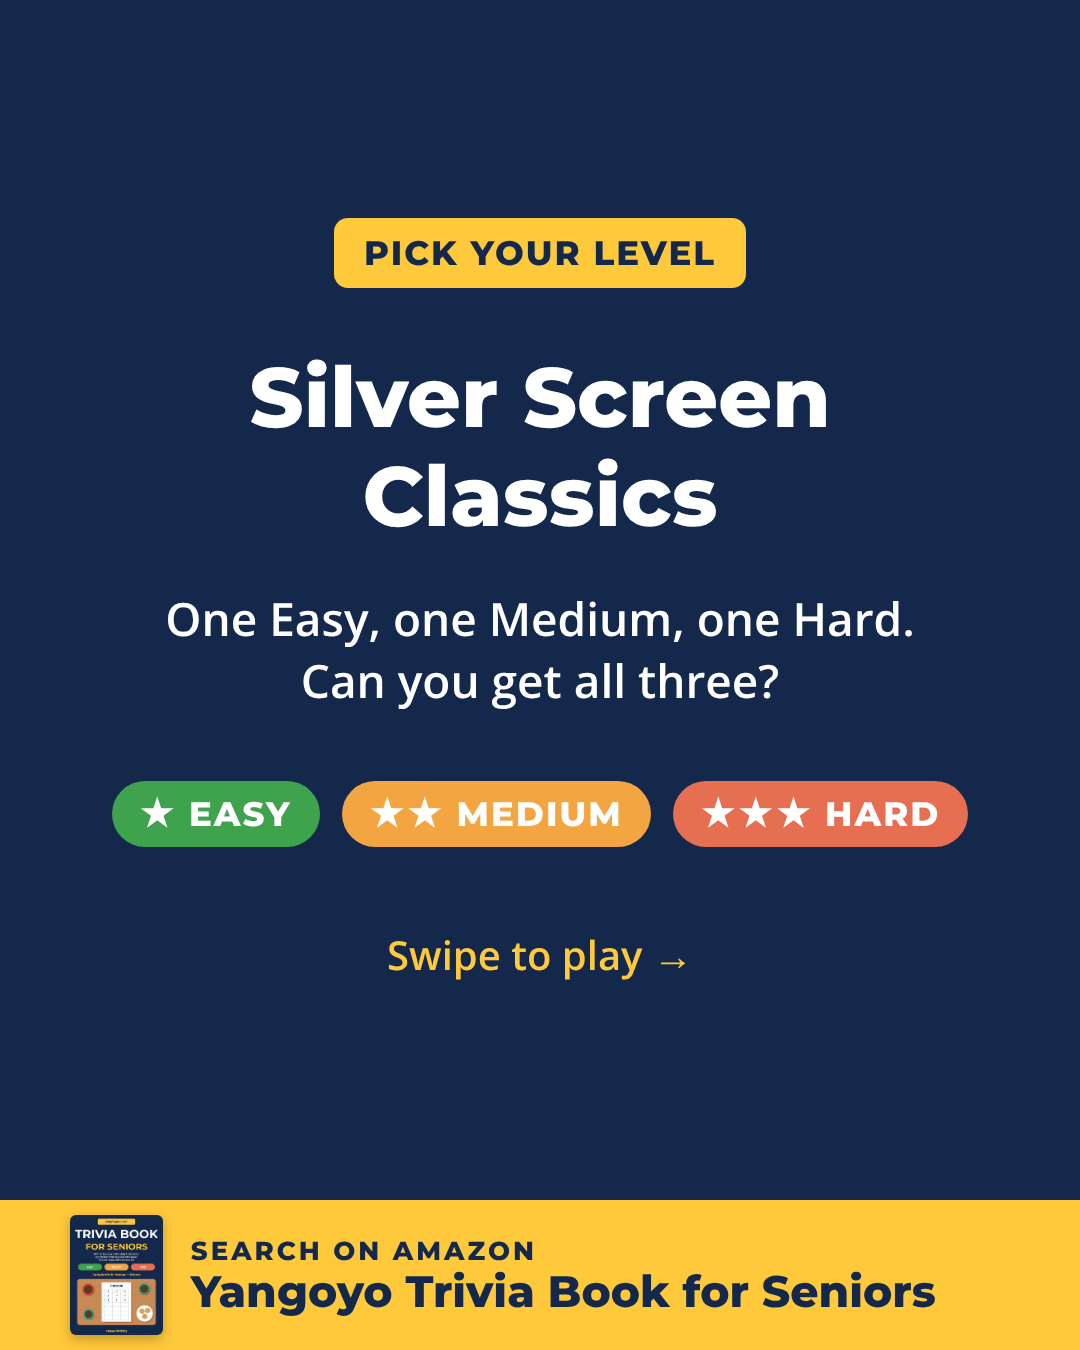 PICK YOUR LEVEL
Silver Screen
Classics
One Easy, one Medium, one Hard.
Can you get all three?
★ EASY
★★ MEDIUM
★★★ HARD
Swipe to play →
TRIVIA BOOK
FOR SENIORS
SEARCH ON AMAZON
Yangoyo Trivia Book for Seniors